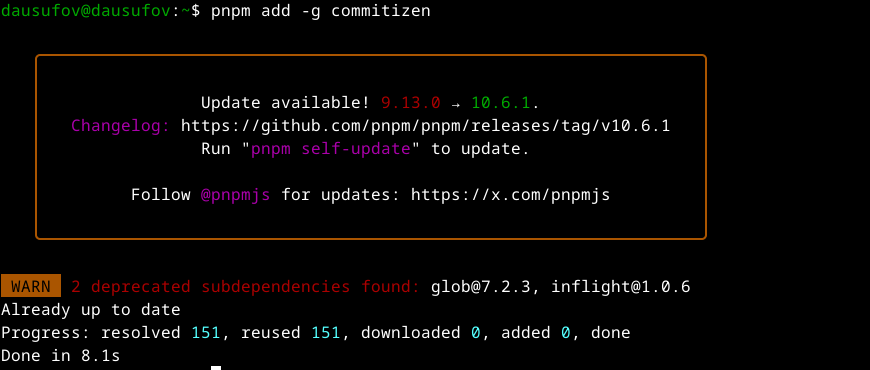 dausufov@dausufov:~$ pnpm add -g commitizen
Update available! 9.13.0 → 10.6.1.
Changelog: https://github.com/pnpm/pnpm/releases/tag/v10.6.1
Run "pnpm self-update" to update.
Follow @pnpmjs for updates: https://x.com/pnpmjs
WARN 2 deprecated subdependencies found: glob@7.2.3, inflight@1.0.6
Already up to date
Progress: resolved 151, reused 151, downloaded 0, added 0, done
Done in 8.1s